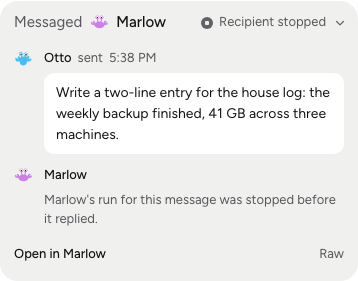 Messaged Marlow Recipient stopped
Otto sent 5:38 PM
Write a two-line entry for the house log: the
weekly backup finished, 41 GB across three
machines.
Marlow
Marlow's run for this message was stopped before
it replied.
Open in Marlow Raw